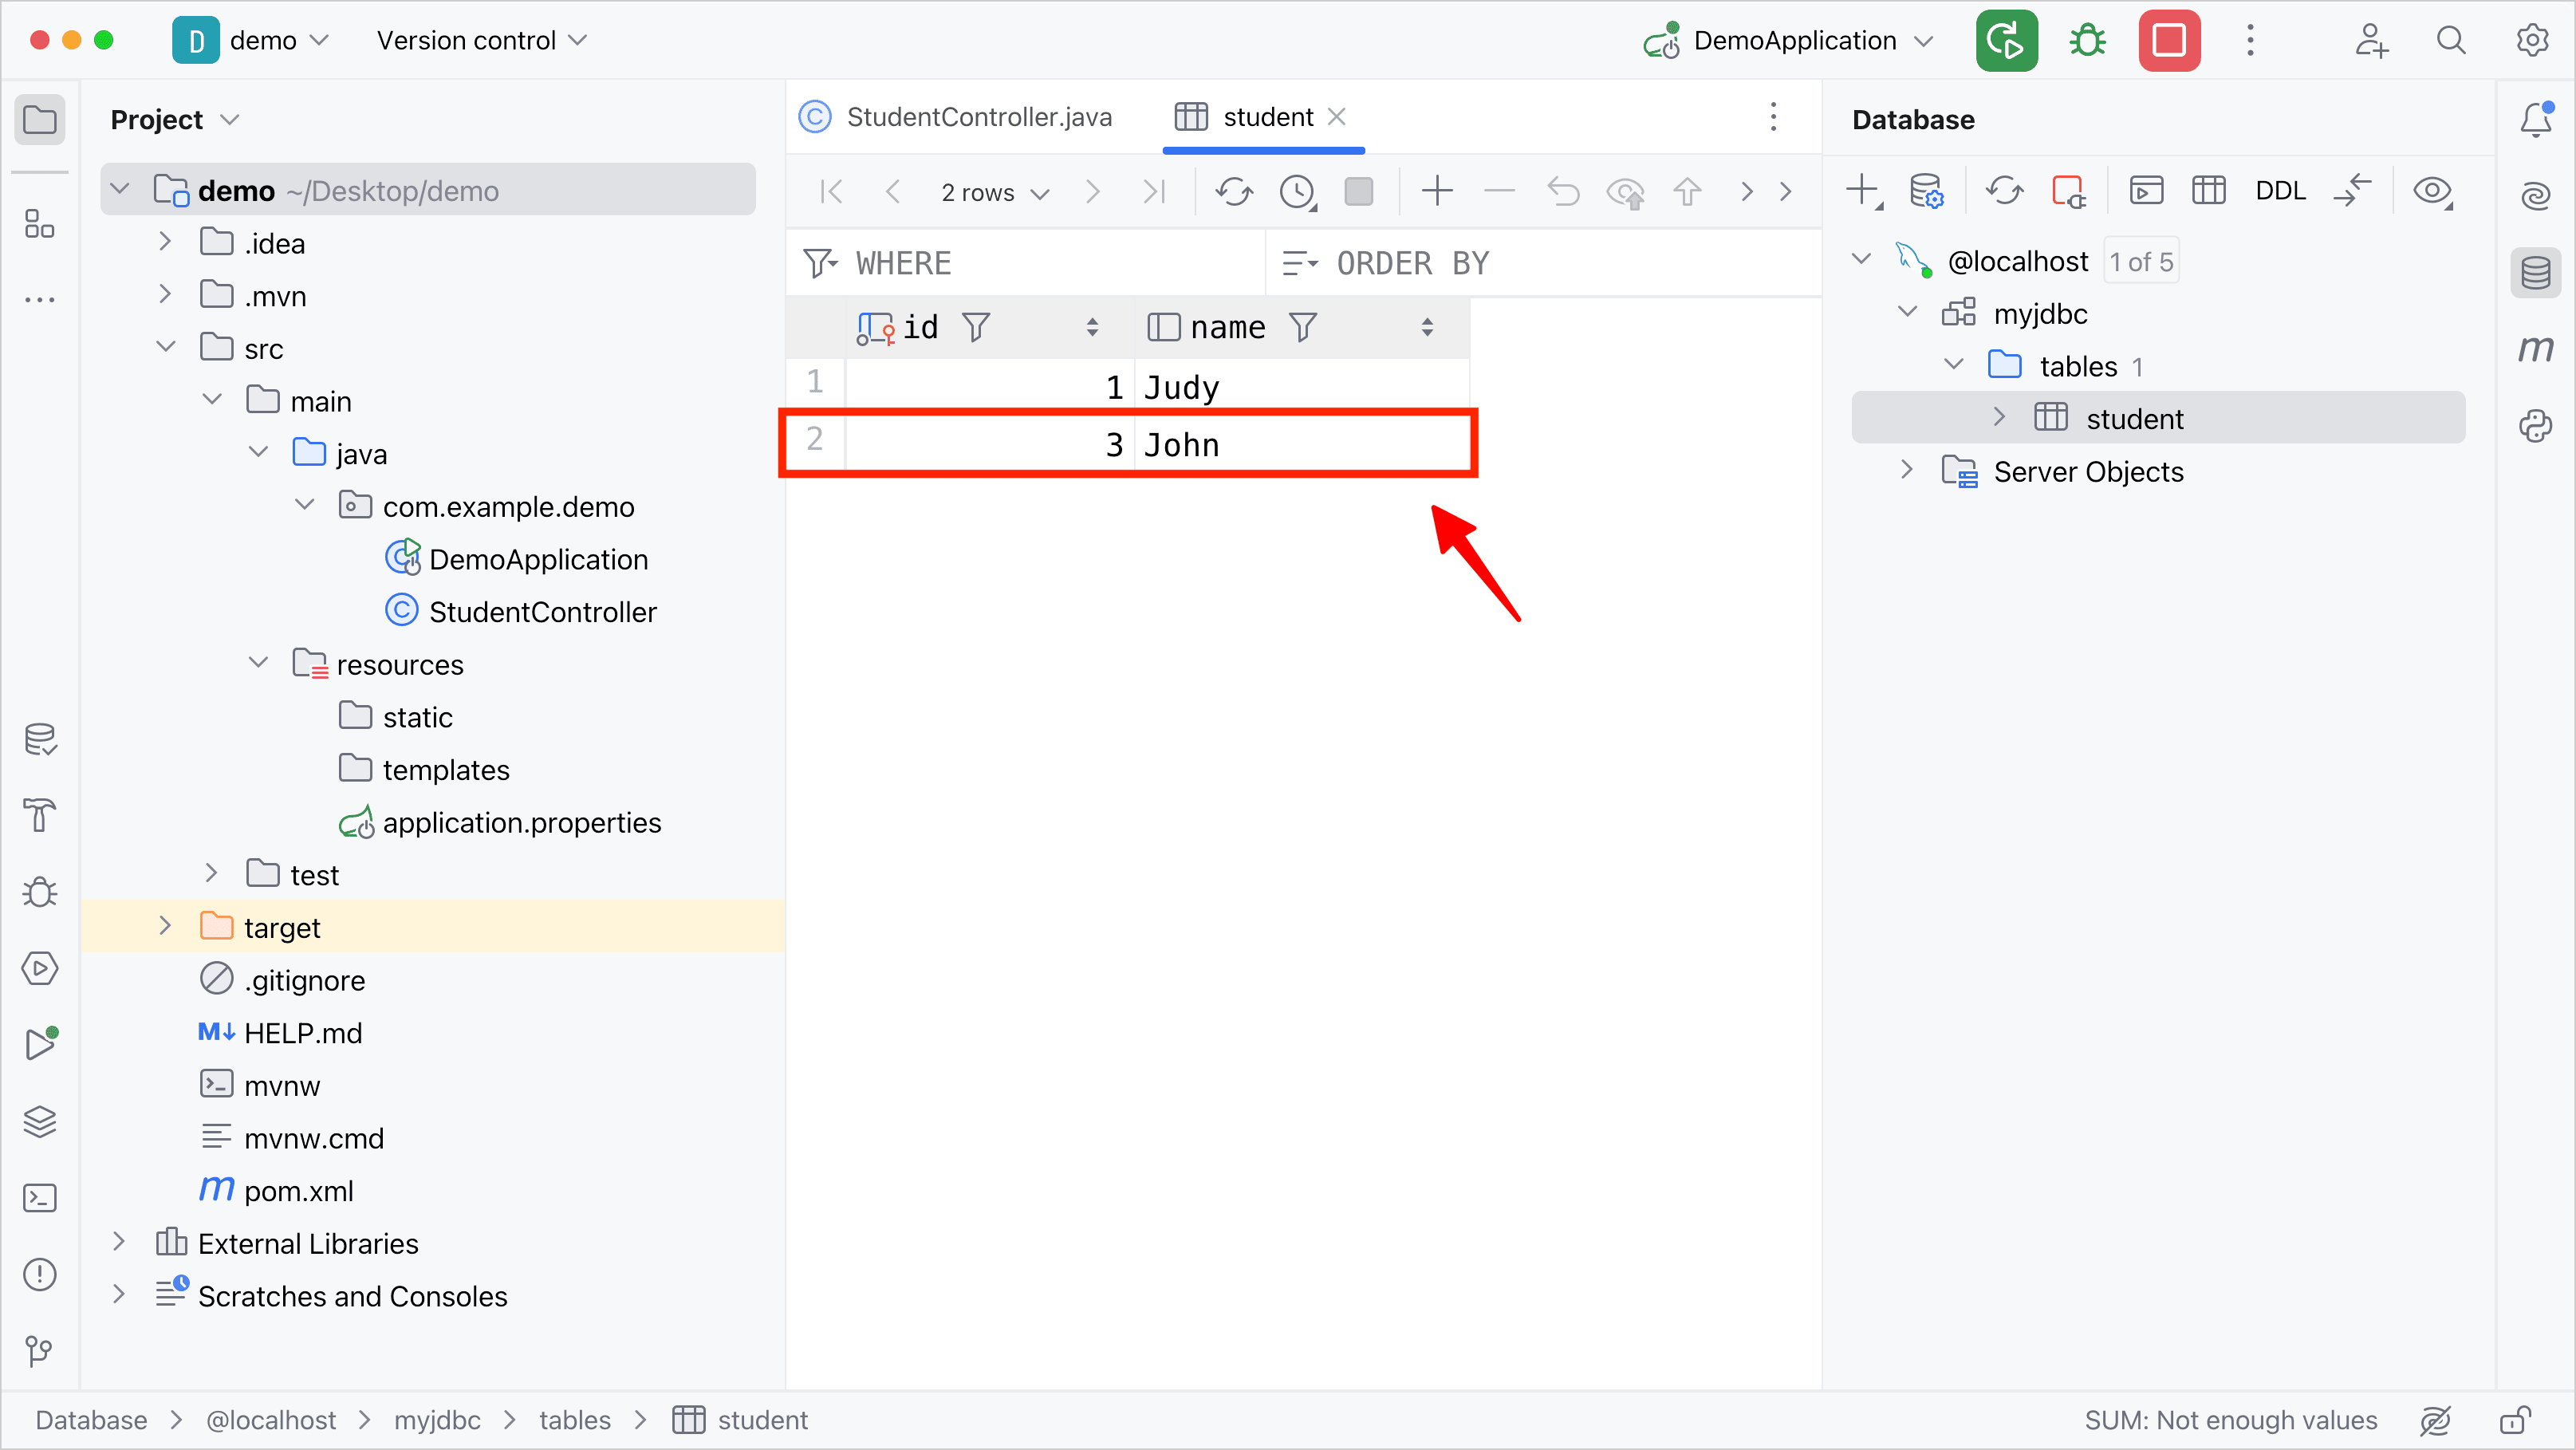 D demo Version control DemoApplication
Project
demo ~/Desktop/demo
.idea
.mvn
src
main
java
com.example.demo
DemoApplication
StudentController
resources
static
templates
application.properties
test
target
.gitignore
M↓ HELP.md
mvnw
mvnw.cmd
m pom.xml
External Libraries
Scratches and Consoles
C StudentController.java student
2 rows
WHERE ORDER BY
id name
1 1 Judy
2 3 John
Database
DDL
@localhost 1 of 5
myjdbc
tables 1
student
Server Objects
m
Database > @localhost > myjdbc > tables > student
SUM: Not enough values